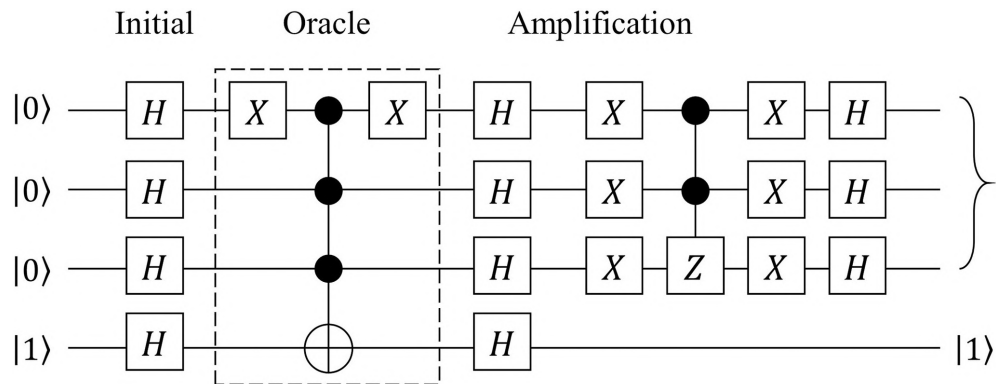 Initial Oracle Amplification
|0⟩ H X X H X X H
|0⟩ H H X X H
|0⟩ H H X Z X H
|1⟩ H H |1⟩